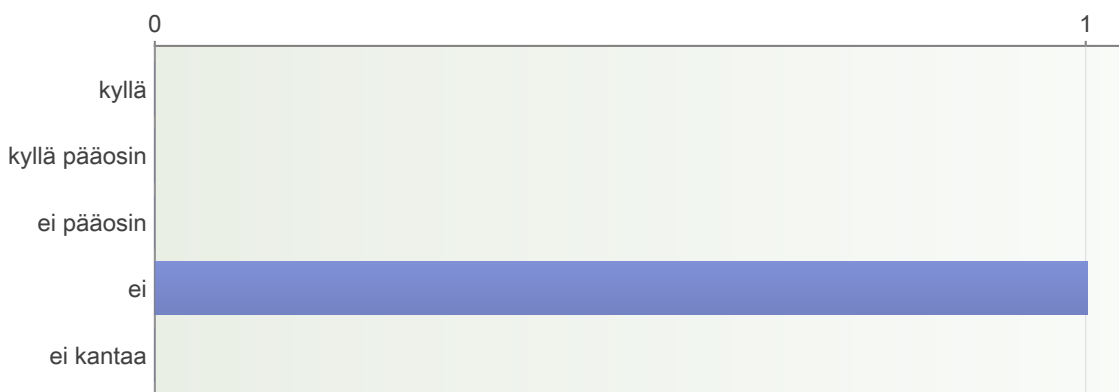 0 1
kyllä
kyllä pääosin
ei pääosin
ei
ei kantaa